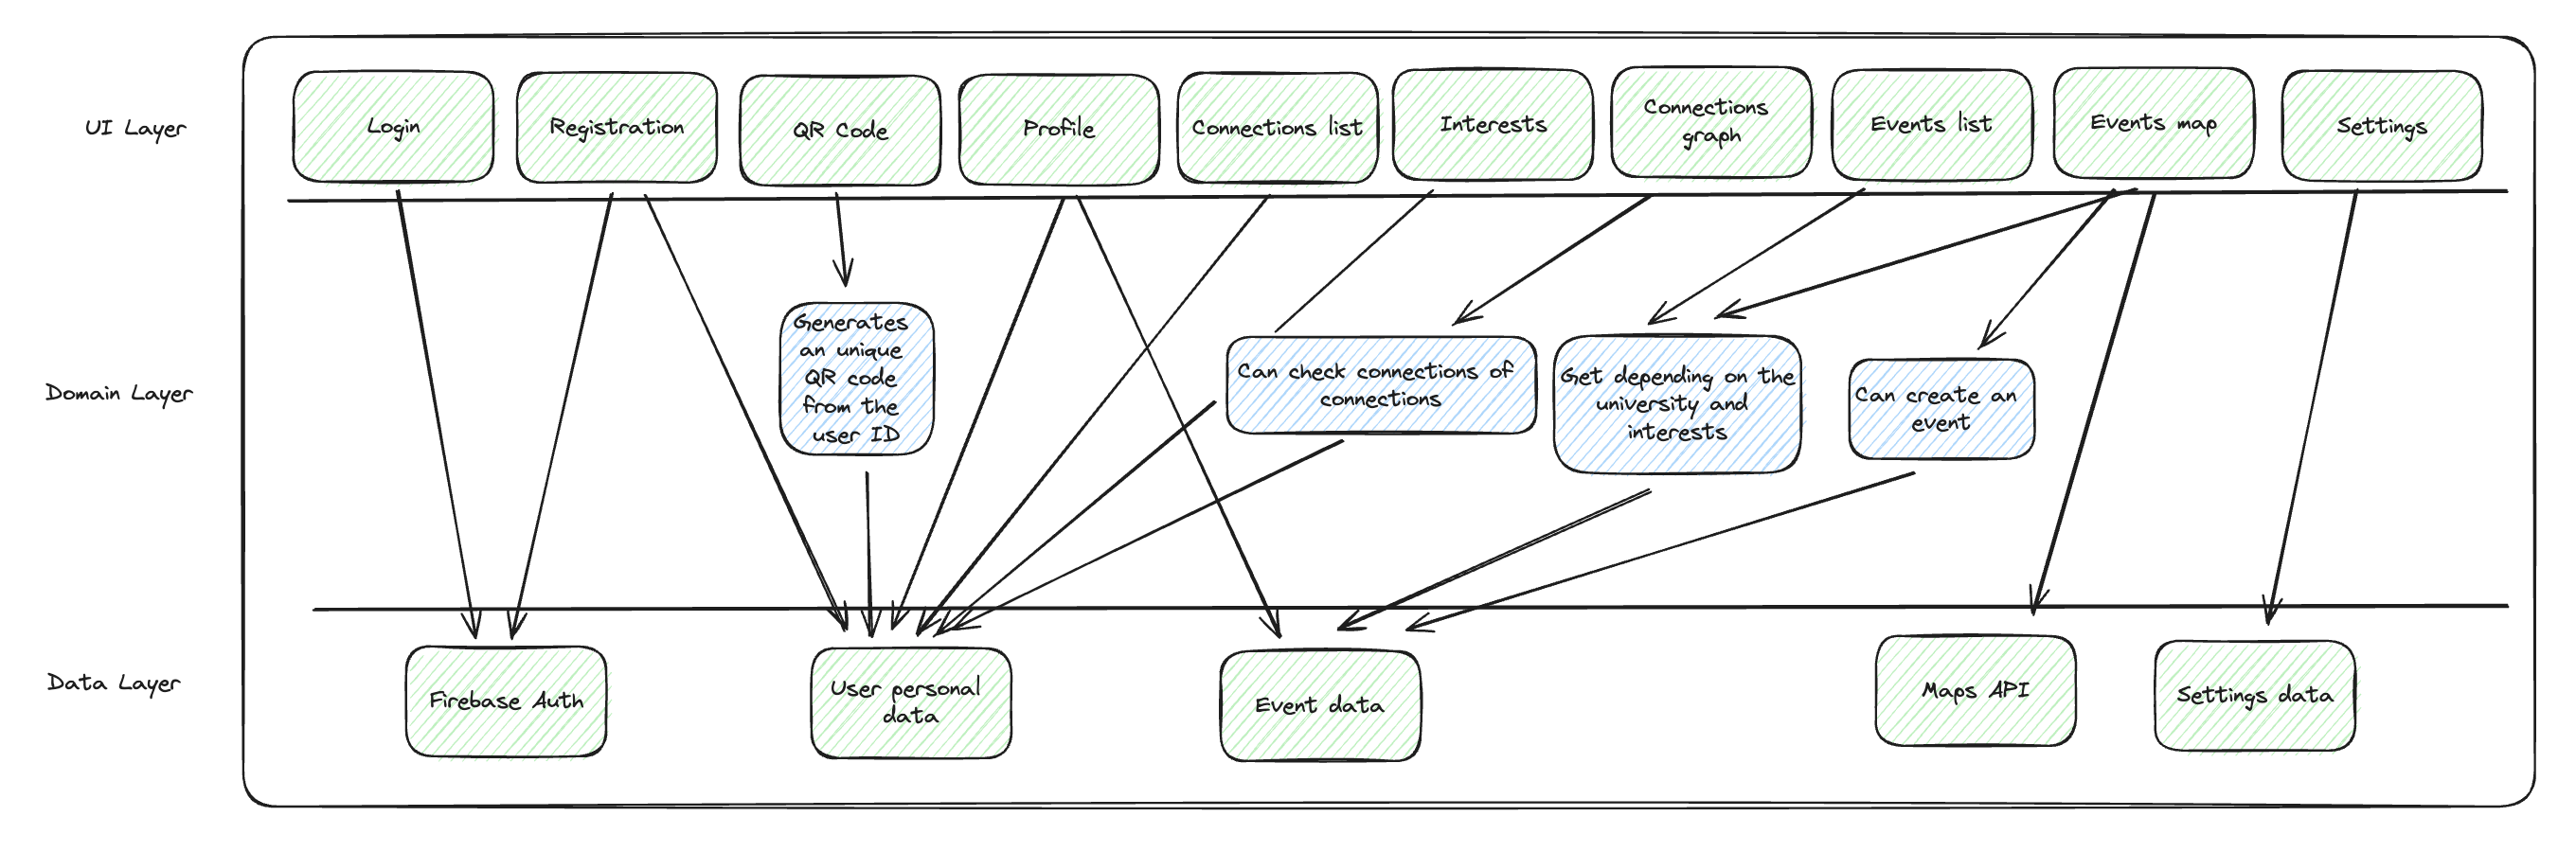 UI Layer
Login
Registration
QR Code
Profile
Connections list
Interests
Connections
graph
Events list
Events map
Settings
Domain Layer
Generates
an unique
QR code
from the
user ID
Can check connections of
connections
Get depending on the
university and
interests
Can create an
event
Data Layer
Firebase Auth
User personal
data
Event data
Maps API
Settings data